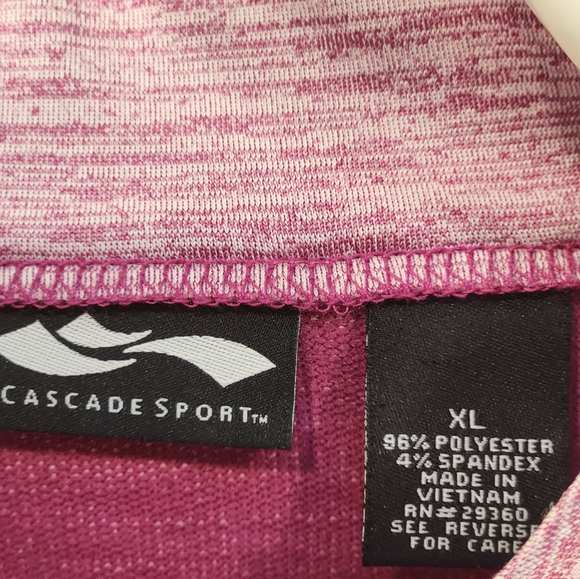 CASCADE SPORT™
XL
96% POLYESTER
4% SPANDEX
MADE IN
VIETNAM
RN# 29360
SEE REVERSE
FOR CARE